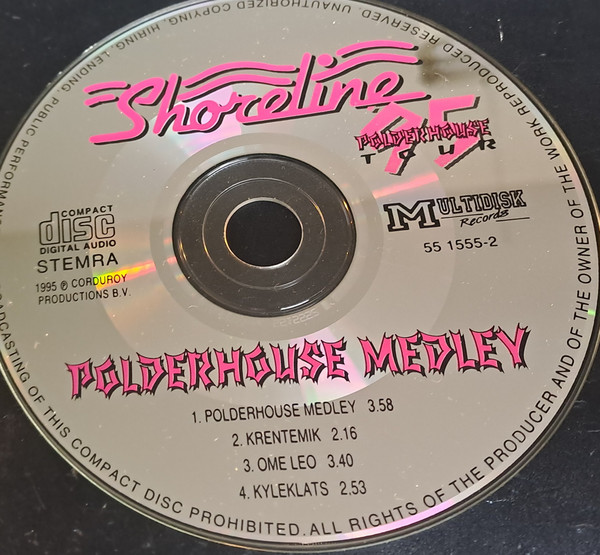 Shoreline
95
POLDERHOUSE
TOUR
COMPACT
disc
DIGITAL AUDIO
STEMRA
1995 ℗ CORDUROY
PRODUCTIONS B.V.
MULTIDISK
Records
55 1555-2
POLDERHOUSE MEDLEY
1. POLDERHOUSE MEDLEY 3.58
2. KRENTEMIK 2.16
3. OME LEO 3.40
4. KYLEKLATS 2.53
ALL RIGHTS OF THE PRODUCER AND OF THE OWNER OF THE WORK REPRODUCED RESERVED. UNAUTHORIZED COPYING, HIRING, LENDING, PUBLIC PERFORMANCE BROADCASTING OF THIS COMPACT DISC PROHIBITED.